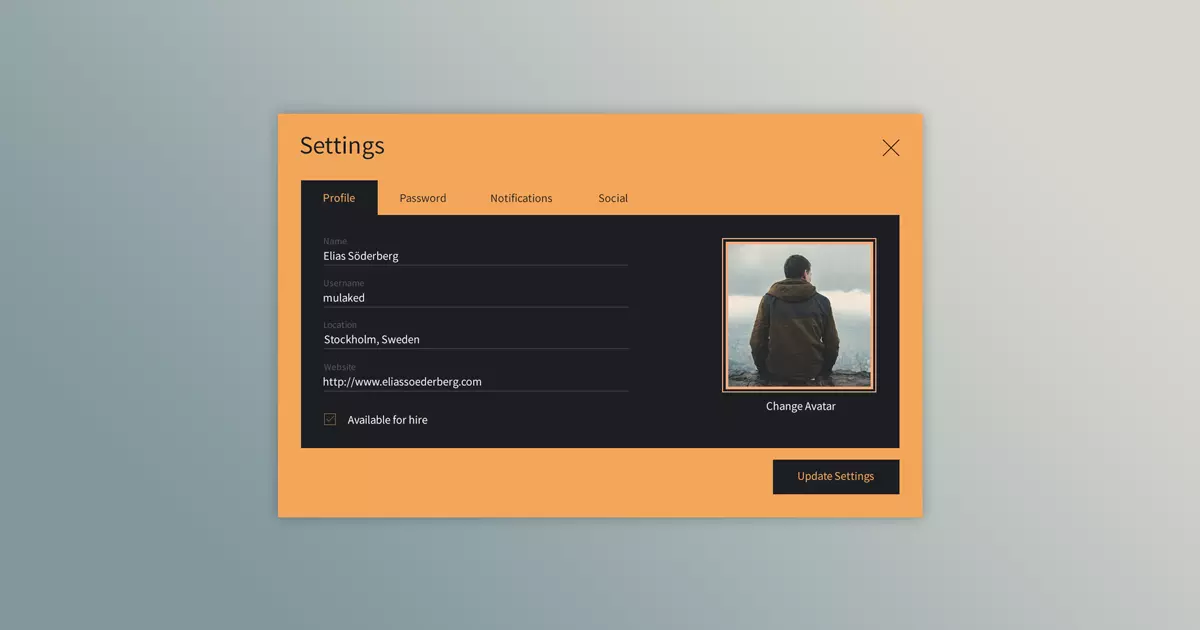 Settings
Profile Password Notifications Social
Name
Elias Söderberg
Username
mulaked
Location
Stockholm, Sweden
Website
http://www.eliassoederberg.com
Available for hire
Change Avatar
Update Settings